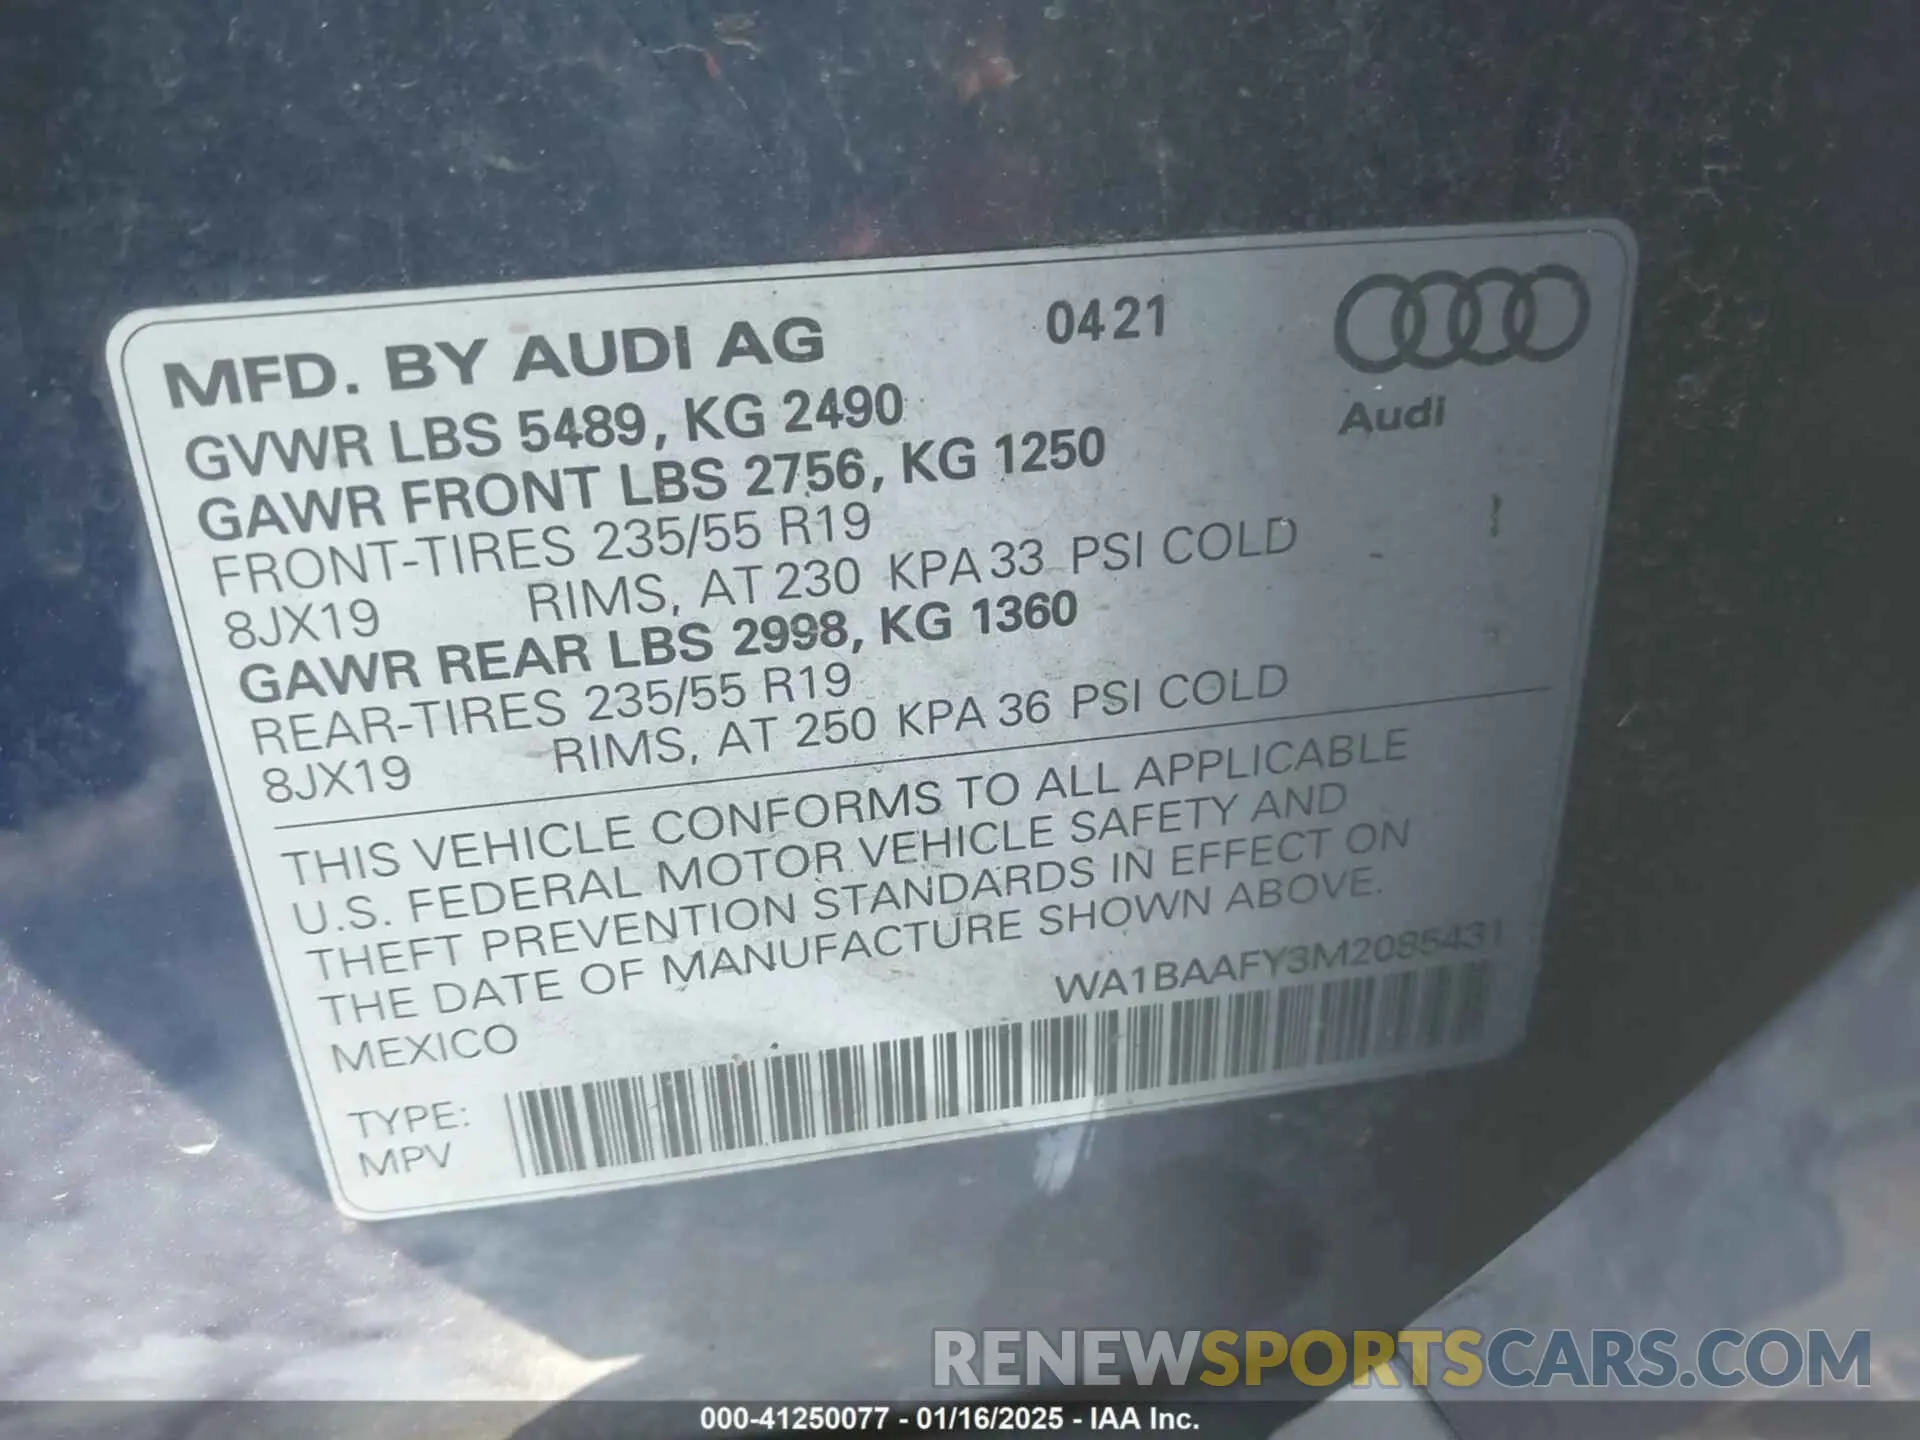 MFD. BY AUDI AG 0421
GVWR LBS 5489, KG 2490
Audi
GAWR FRONT LBS 2756, KG 1250
FRONT-TIRES 235/55 R19
8JX19 RIMS, AT 230 KPA 33 PSI COLD
GAWR REAR LBS 2998, KG 1360
REAR-TIRES 235/55 R19
8JX19 RIMS, AT 250 KPA 36 PSI COLD
THIS VEHICLE CONFORMS TO ALL APPLICABLE
U.S. FEDERAL MOTOR VEHICLE SAFETY AND
THEFT PREVENTION STANDARDS IN EFFECT ON
THE DATE OF MANUFACTURE SHOWN ABOVE.
MEXICO WA1BAAFY3M2085431
TYPE:
MPV
RENEWSPORTSCARS.COM
000-41250077 - 01/16/2025 - IAA Inc.